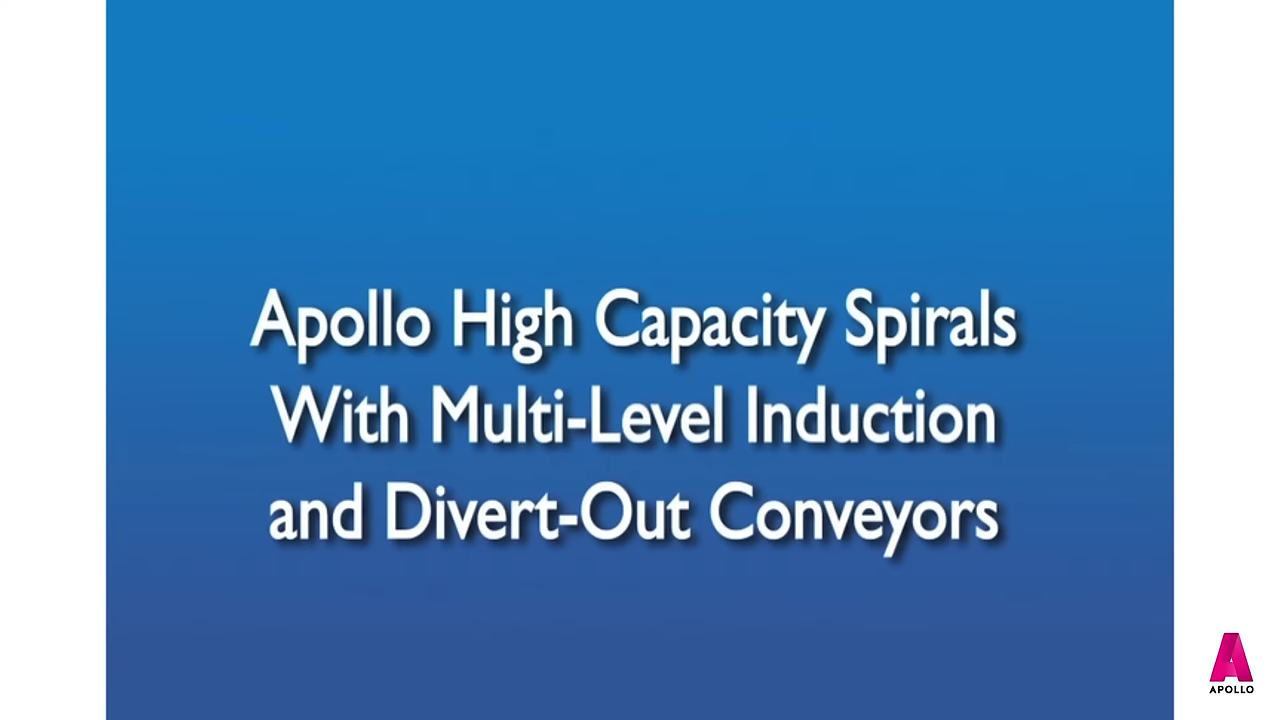 Apollo High Capacity Spirals
With Multi-Level Induction
and Divert-Out Conveyors
APOLLO